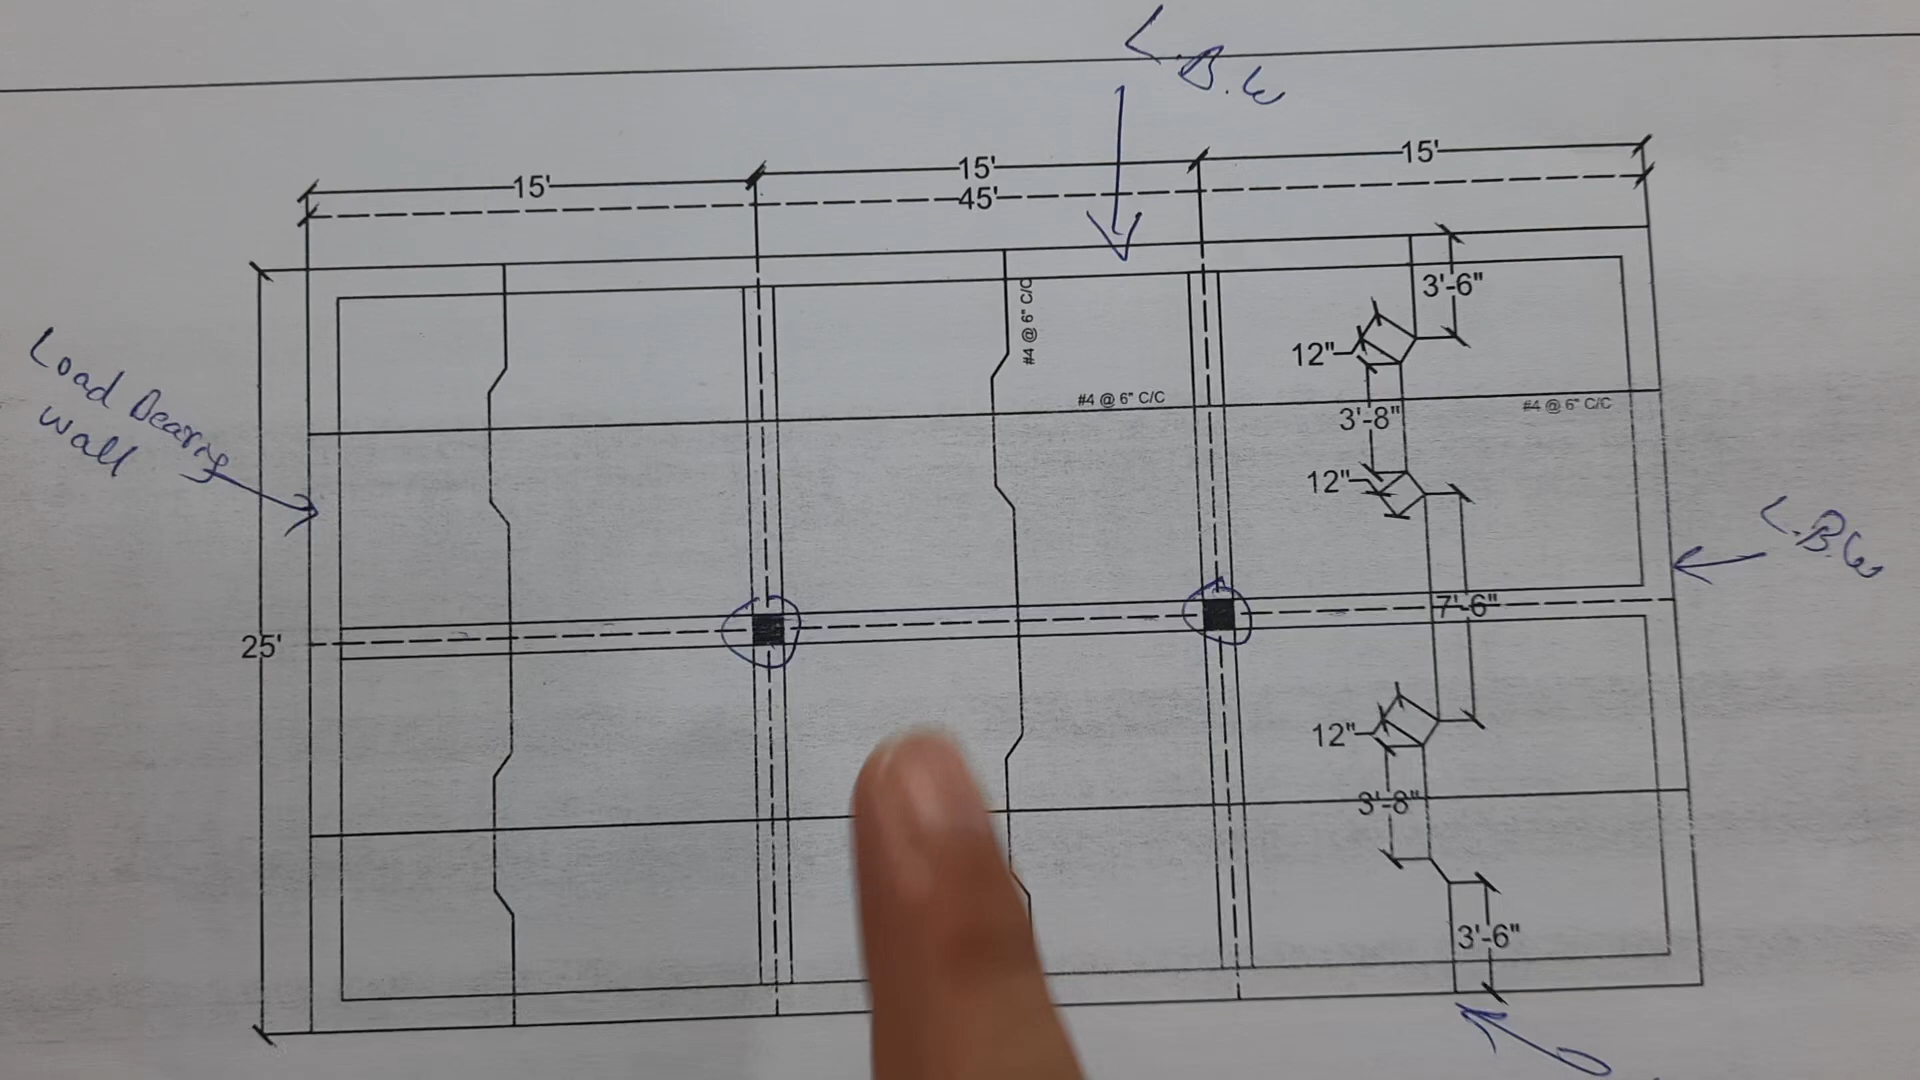 L.B.W
15'
15'
15'
45'
3'-6"
#4 @ 6" C/C
12"
Load Bearing
wall
#4 @ 6" C/C
#4 @ 6" C/C
3'-8"
12"
L.B.W
7'-6"
25'
12"
3'-8"
3'-6"